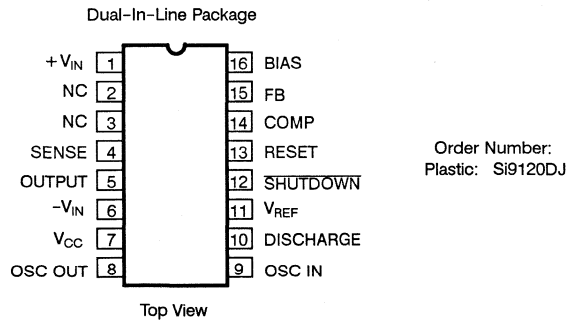 Dual-In-Line Package
+VIN 1 16 BIAS
NC 2 15 FB
NC 3 14 COMP
SENSE 4 13 RESET
OUTPUT 5 12 SHUTDOWN
-VIN 6 11 VREF
VCC 7 10 DISCHARGE
OSC OUT 8 9 OSC IN
Top View
Order Number:
Plastic: Si9120DJ